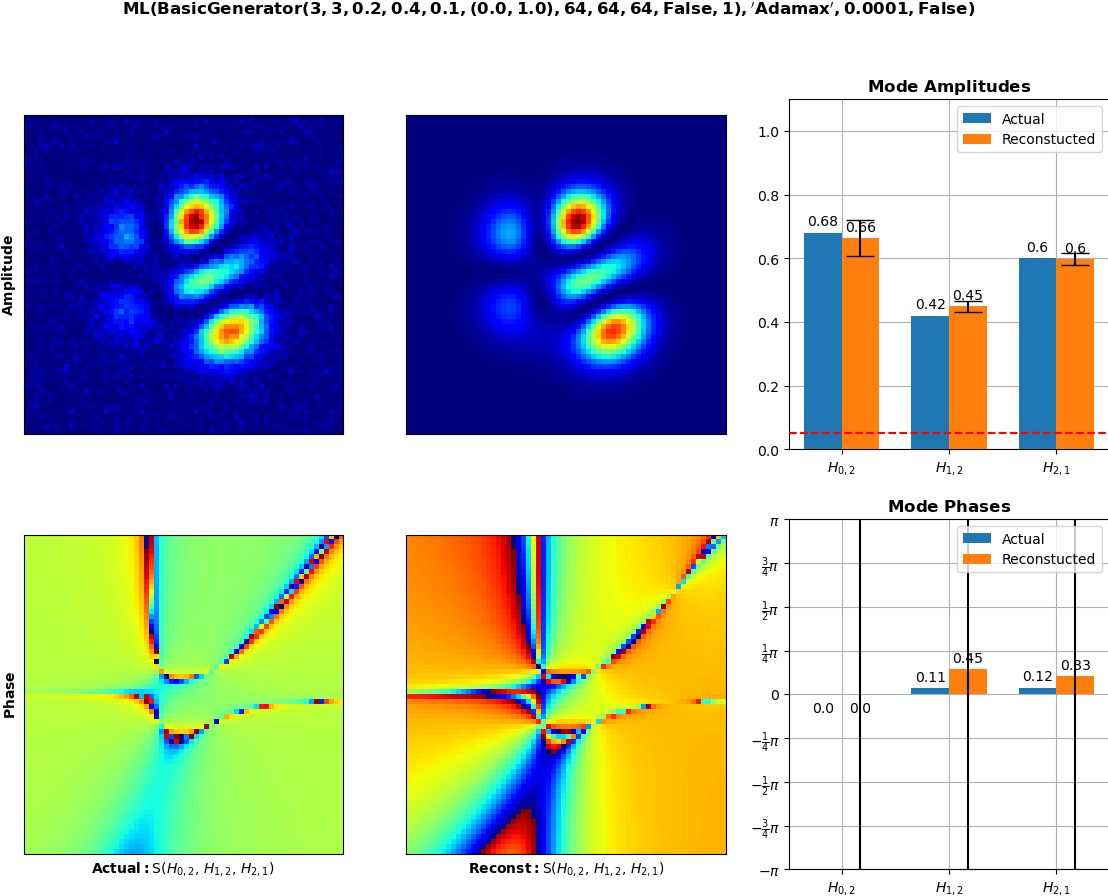 ML(BasicGenerator(3, 3, 0.2, 0.4, 0.1, (0.0, 1.0), 64, 64, 64, False, 1), ′Adamax′, 0.0001, False)
Amplitude
Mode Amplitudes
Actual
Reconstucted
1.0
0.8
0.6
0.4
0.2
0.0
0.68
0.66
0.42
0.45
0.6
0.6
H0,2
H1,2
H2,1
Phase
Actual: S(H0,2, H1,2, H2,1)
Reconst: S(H0,2, H1,2, H2,1)
Mode Phases
Actual
Reconstucted
π
3/4π
1/2π
1/4π
0
−1/4π
−1/2π
−3/4π
−π
0.0
0.0
0.11
0.45
0.12
0.33
H0,2
H1,2
H2,1